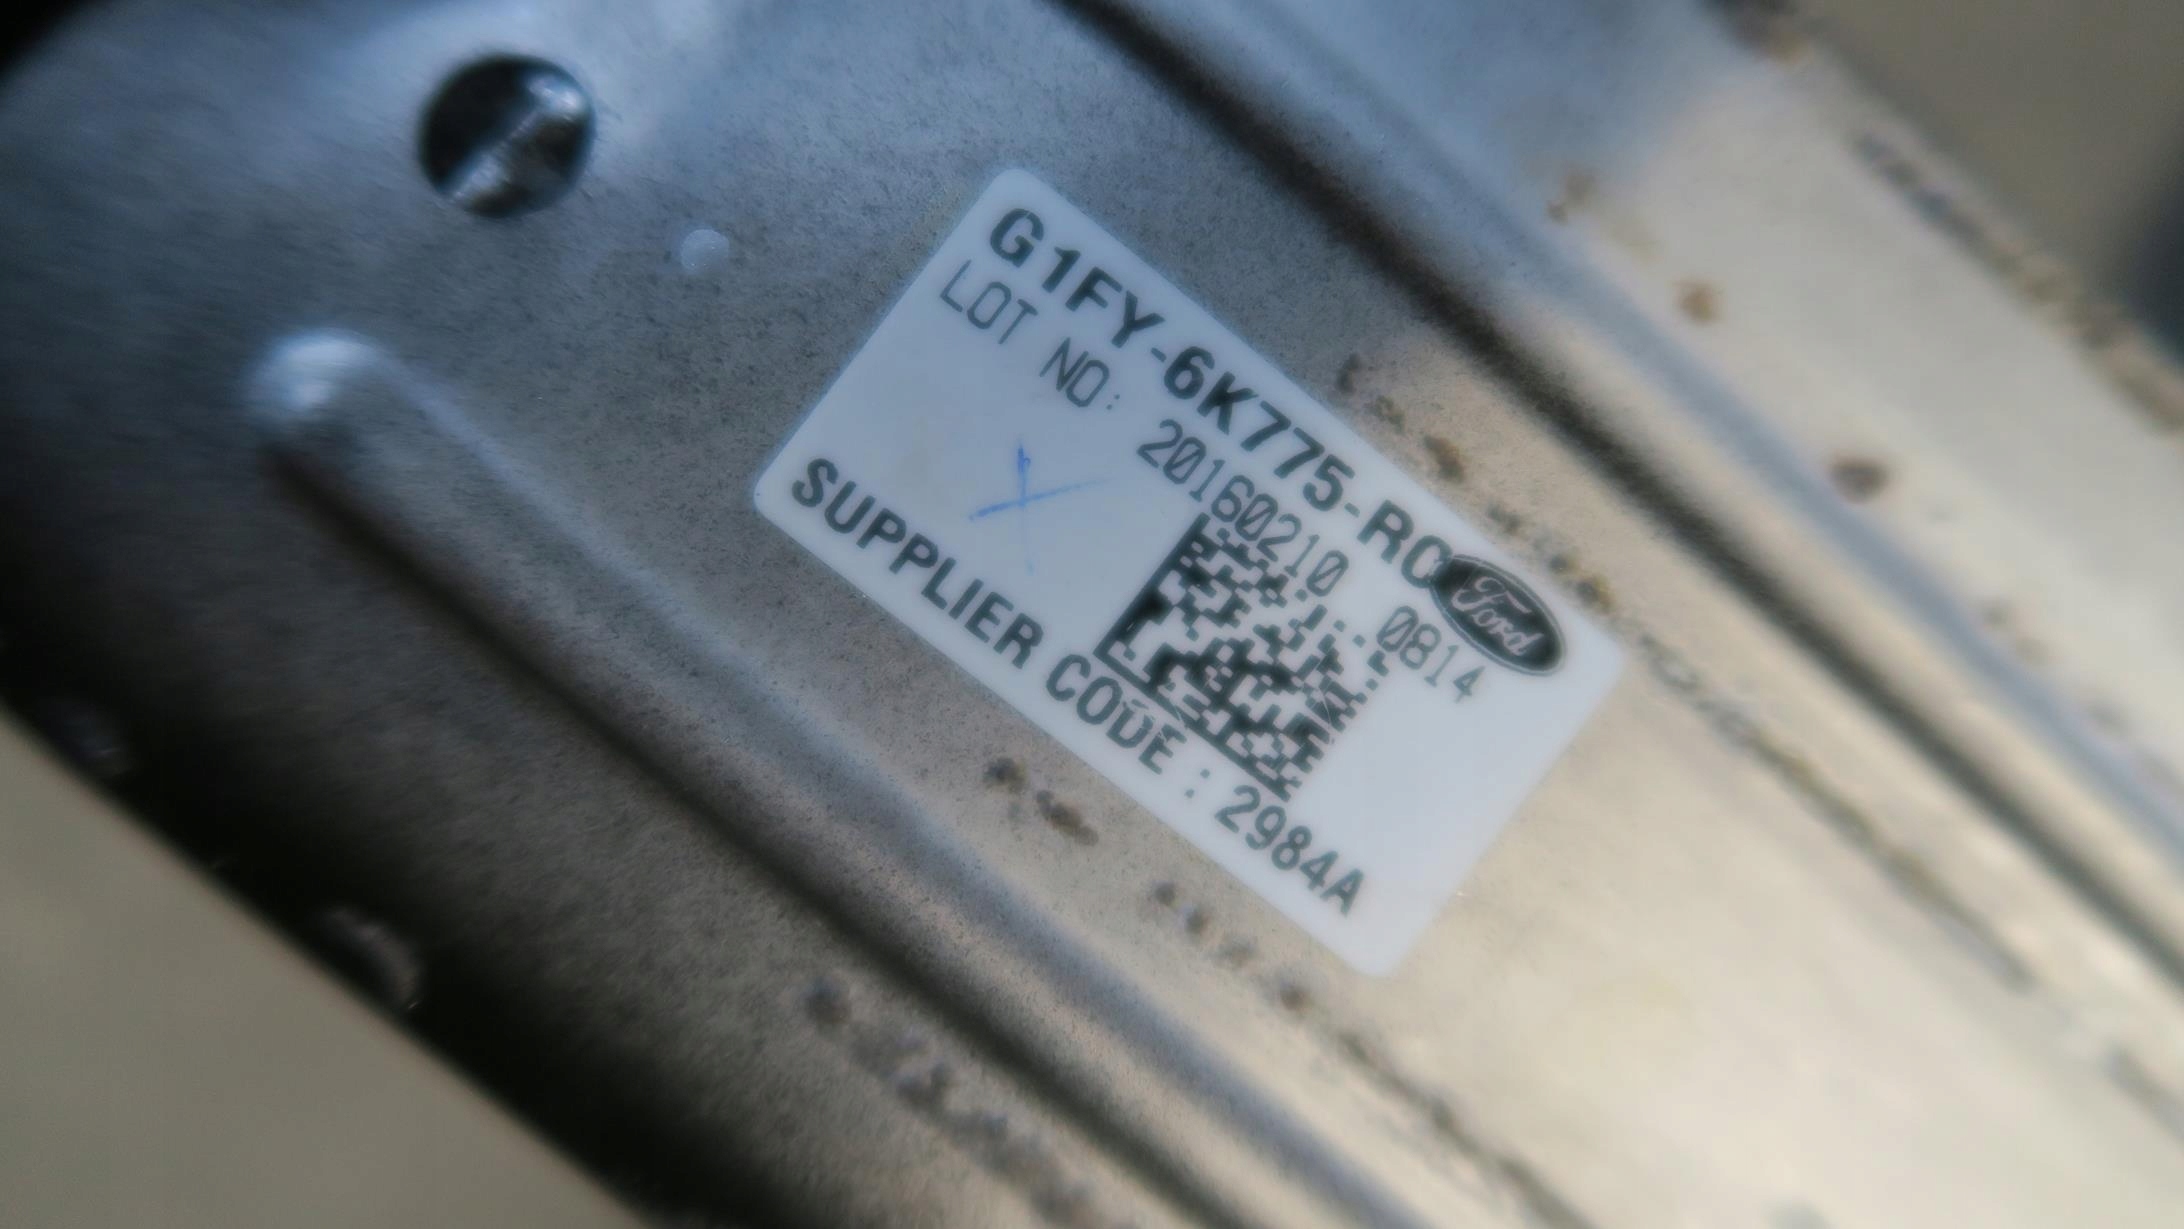 G1FY-6K775-RC
Ford
LOT NO: 20160210 0814
SUPPLIER CODE : 2984A